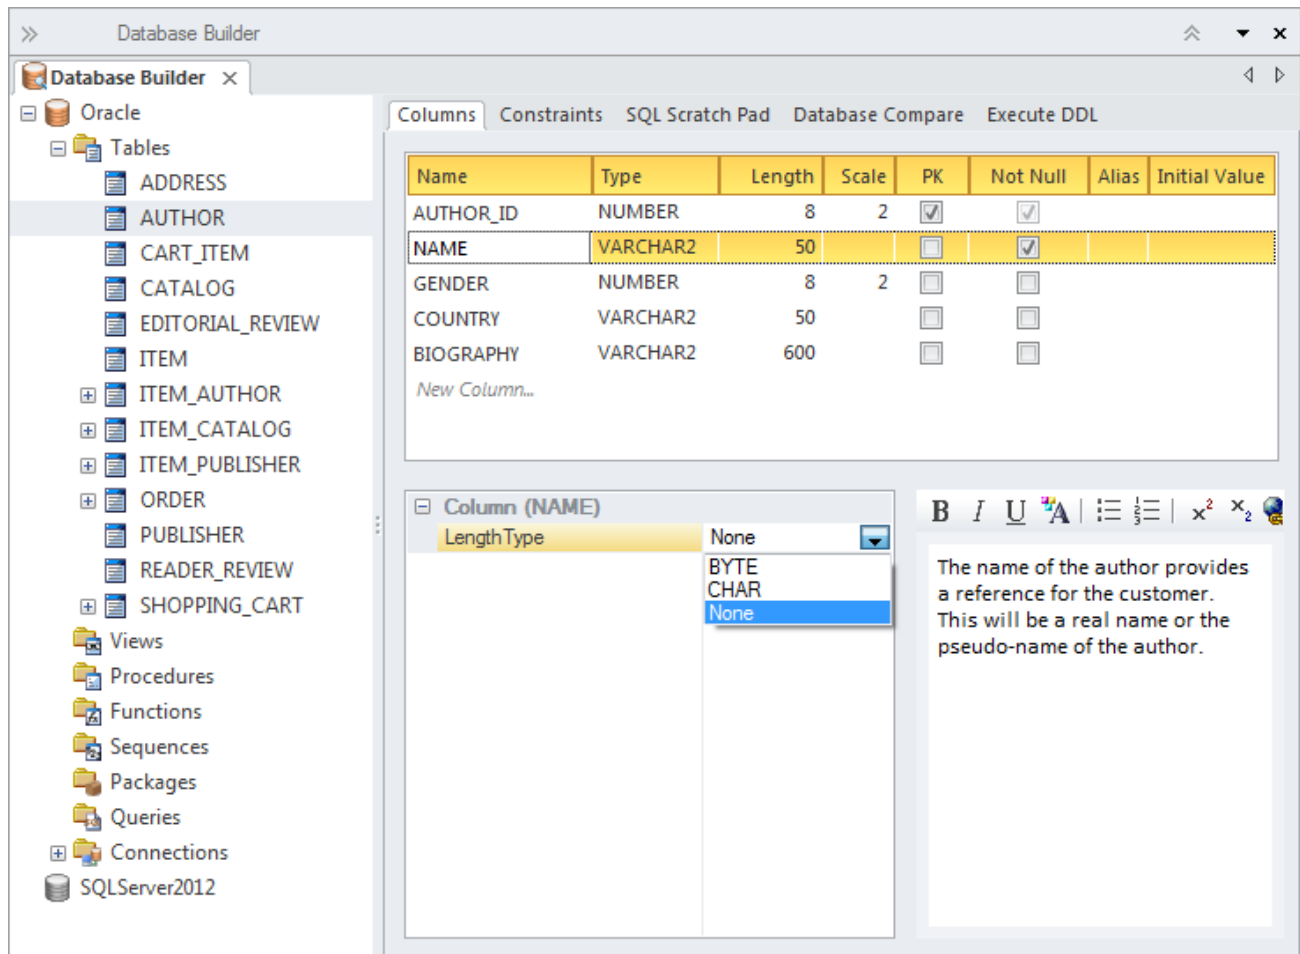 Database Builder
Database Builder
Oracle
Tables
ADDRESS
AUTHOR
CART_ITEM
CATALOG
EDITORIAL_REVIEW
ITEM
ITEM_AUTHOR
ITEM_CATALOG
ITEM_PUBLISHER
ORDER
PUBLISHER
READER_REVIEW
SHOPPING_CART
Views
Procedures
Functions
Sequences
Packages
Queries
Connections
SQLServer2012
Columns Constraints SQL Scratch Pad Database Compare Execute DDL
Name Type Length Scale PK Not Null Alias Initial Value
AUTHOR_ID NUMBER 8 2
NAME VARCHAR2 50
GENDER NUMBER 8 2
COUNTRY VARCHAR2 50
BIOGRAPHY VARCHAR2 600
New Column...
Column (NAME)
LengthType None
BYTE
CHAR
None
B I U A x² x₂
The name of the author provides
a reference for the customer.
This will be a real name or the
pseudo-name of the author.